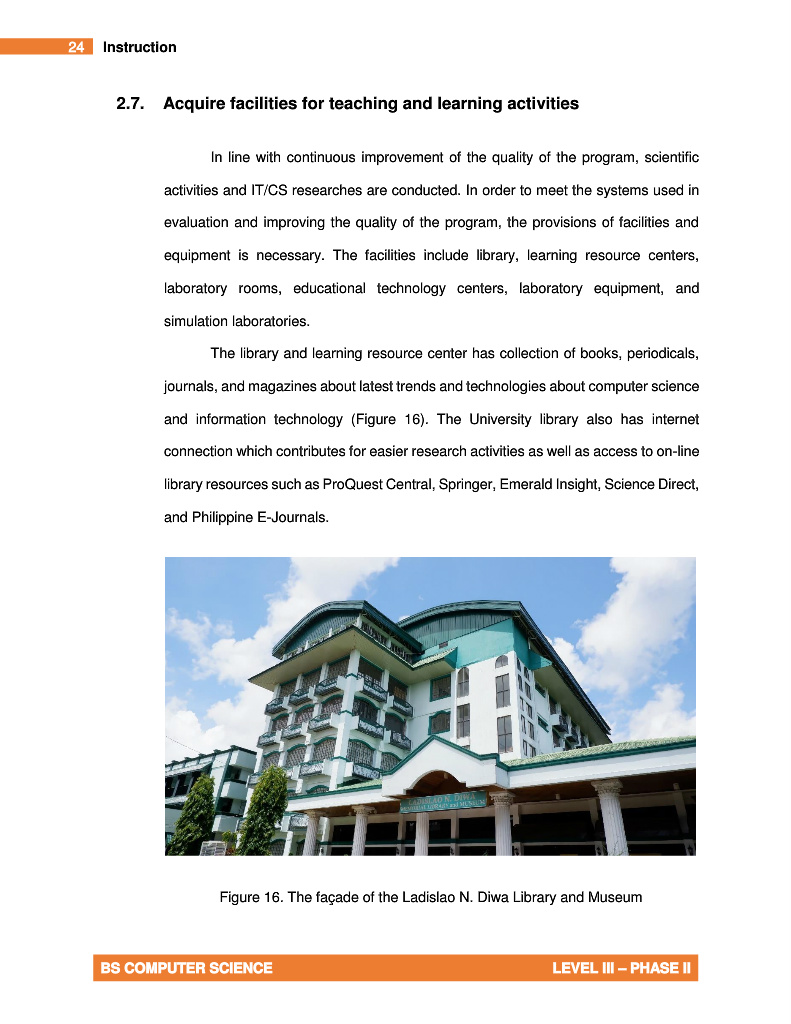 24 Instruction
2.7. Acquire facilities for teaching and learning activities
In line with continuous improvement of the quality of the program, scientific
activities and IT/CS researches are conducted. In order to meet the systems used in
evaluation and improving the quality of the program, the provisions of facilities and
equipment is necessary. The facilities include library, learning resource centers,
laboratory rooms, educational technology centers, laboratory equipment, and
simulation laboratories.
The library and learning resource center has collection of books, periodicals,
journals, and magazines about latest trends and technologies about computer science
and information technology (Figure 16). The University library also has internet
connection which contributes for easier research activities as well as access to on-line
library resources such as ProQuest Central, Springer, Emerald Insight, Science Direct,
and Philippine E-Journals.
LADISLAO N. DIWA
MEMORIAL LIBRARY and MUSEUM
Figure 16. The façade of the Ladislao N. Diwa Library and Museum
BS COMPUTER SCIENCE LEVEL III – PHASE II